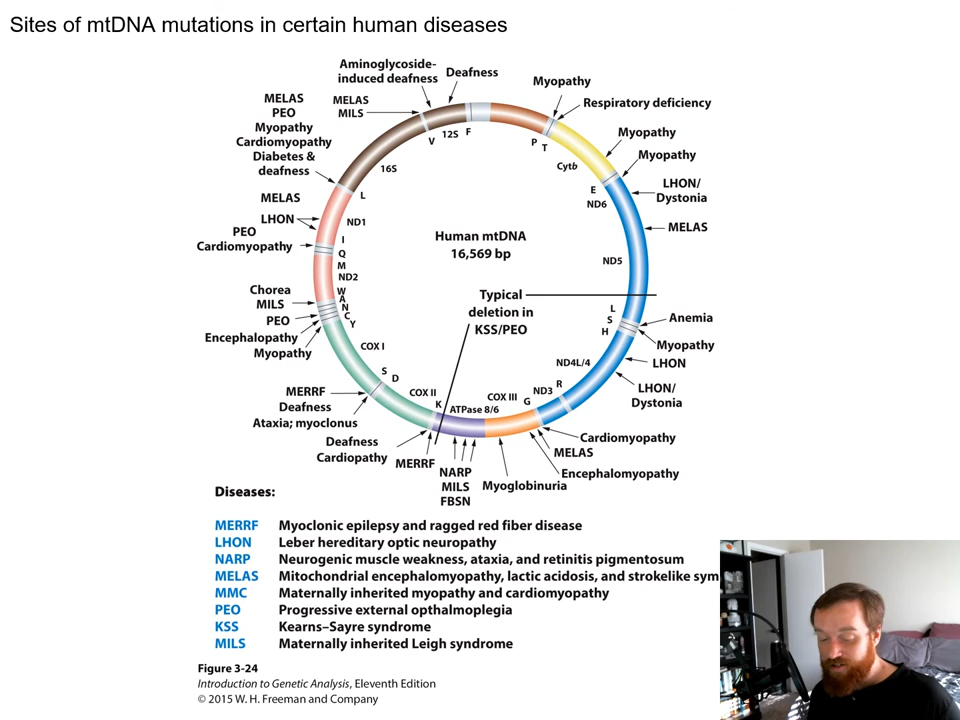 Sites of mtDNA mutations in certain human diseases
Aminoglycoside-
induced deafness
Deafness
Myopathy
Respiratory deficiency
MELAS
MILS
MELAS
PEO
Myopathy
Cardiomyopathy
Diabetes &
deafness
Myopathy
Myopathy
LHON/
Dystonia
MELAS
MELAS
LHON
PEO
Cardiomyopathy
Chorea
MILS
PEO
Encephalopathy
Myopathy
Anemia
Myopathy
LHON
LHON/
Dystonia
MERRF
Deafness
Ataxia; myoclonus
Deafness
Cardiopathy
MERRF
NARP
MILS
FBSN
Myoglobinuria
Encephalomyopathy
MELAS
Cardiomyopathy
V
12S
F
P
T
Cytb
E
ND6
ND5
L
S
H
ND4L/4
R
ND3
G
COX III
ATPase 8/6
K
COX II
D
S
COX I
Y
C
N
A
W
ND2
M
Q
I
ND1
L
16S
Human mtDNA
16,569 bp
Typical
deletion in
KSS/PEO
Diseases:
MERRF Myoclonic epilepsy and ragged red fiber disease
LHON Leber hereditary optic neuropathy
NARP Neurogenic muscle weakness, ataxia, and retinitis pigmentosum
MELAS Mitochondrial encephalomyopathy, lactic acidosis, and strokelike sym
MMC Maternally inherited myopathy and cardiomyopathy
PEO Progressive external opthalmoplegia
KSS Kearns–Sayre syndrome
MILS Maternally inherited Leigh syndrome
Figure 3-24
Introduction to Genetic Analysis, Eleventh Edition
© 2015 W. H. Freeman and Company